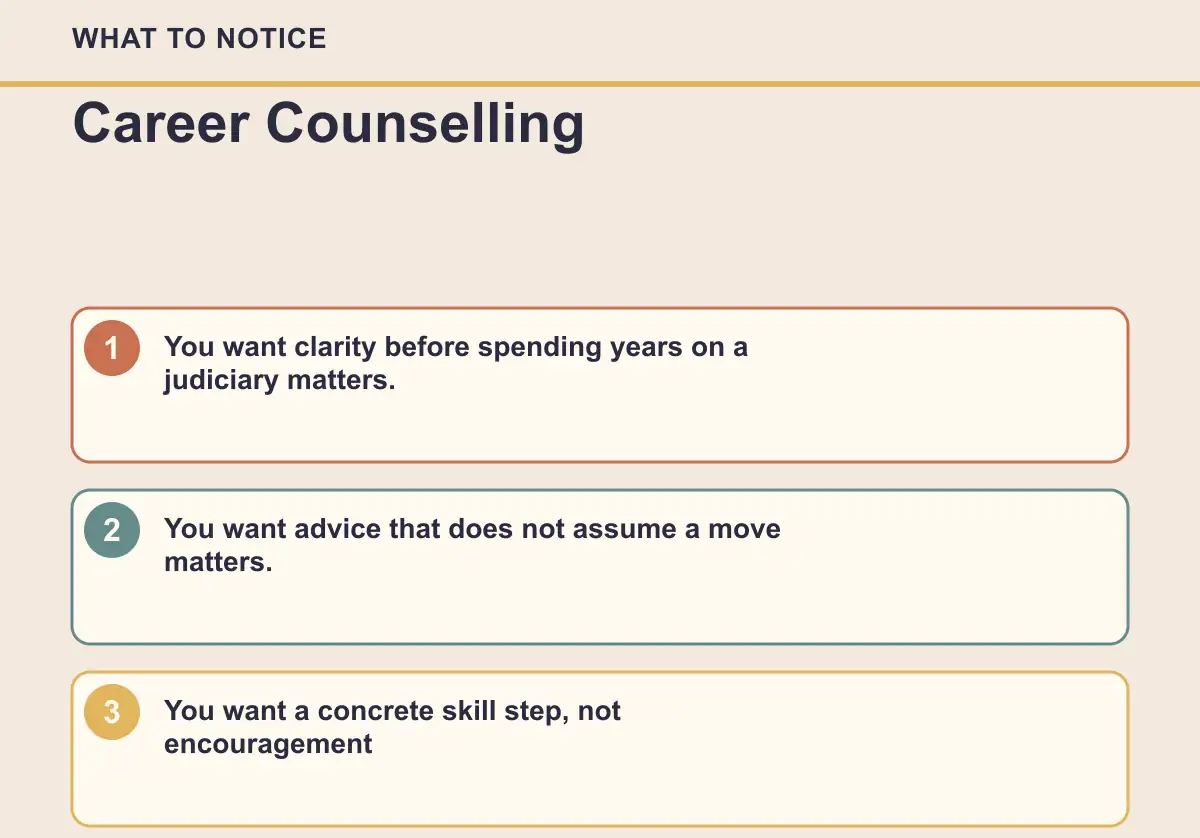 WHAT TO NOTICE
Career Counselling
1
You want clarity before spending years on a
judiciary matters.
2
You want advice that does not assume a move
matters.
3
You want a concrete skill step, not
encouragement